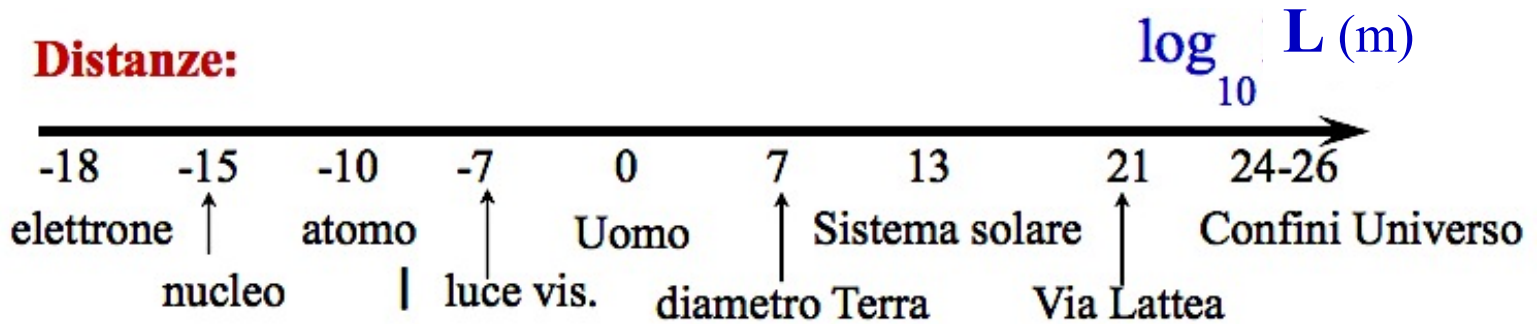 Distanze: log10 L (m)
-18 -15 -10 -7 0 7 13 21 24-26
elettrone atomo Uomo Sistema solare Confini Universo
nucleo | luce vis. diametro Terra Via Lattea